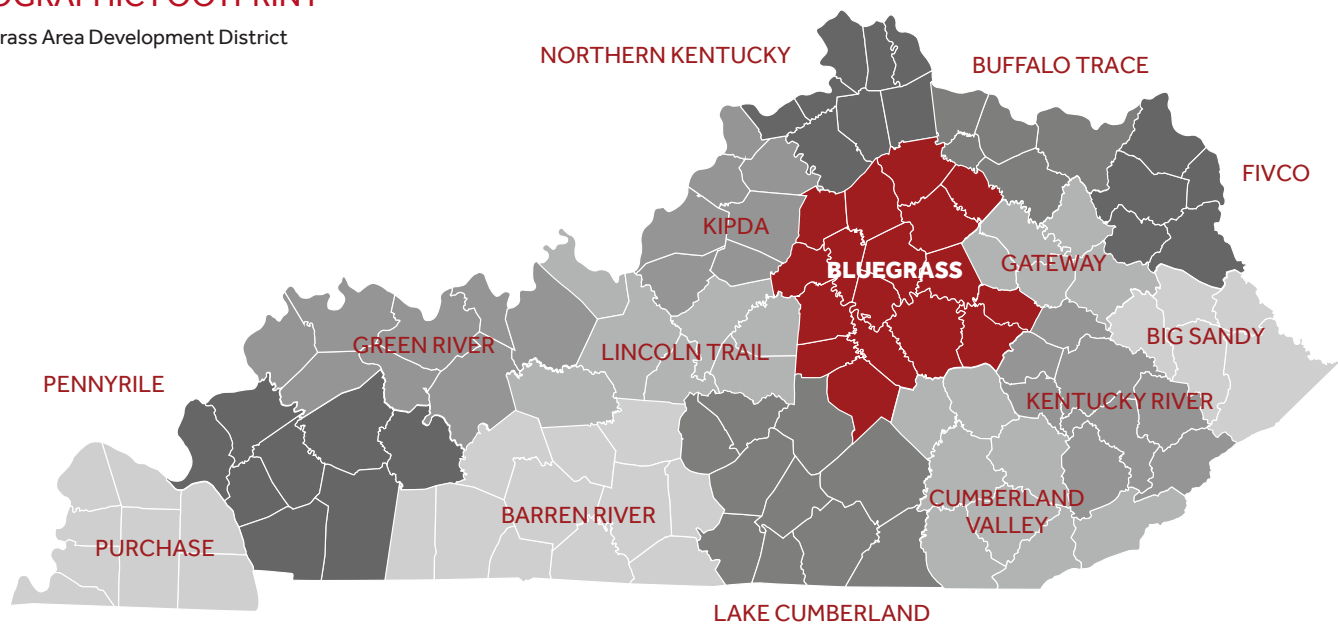 NORTHERN KENTUCKY
BUFFALO TRACE
FIVCO
KIPDA
BLUEGRASS
GATEWAY
GREEN RIVER
LINCOLN TRAIL
BIG SANDY
PENNYRILE
KENTUCKY RIVER
BARREN RIVER
CUMBERLAND
VALLEY
PURCHASE
LAKE CUMBERLAND
Area Development District